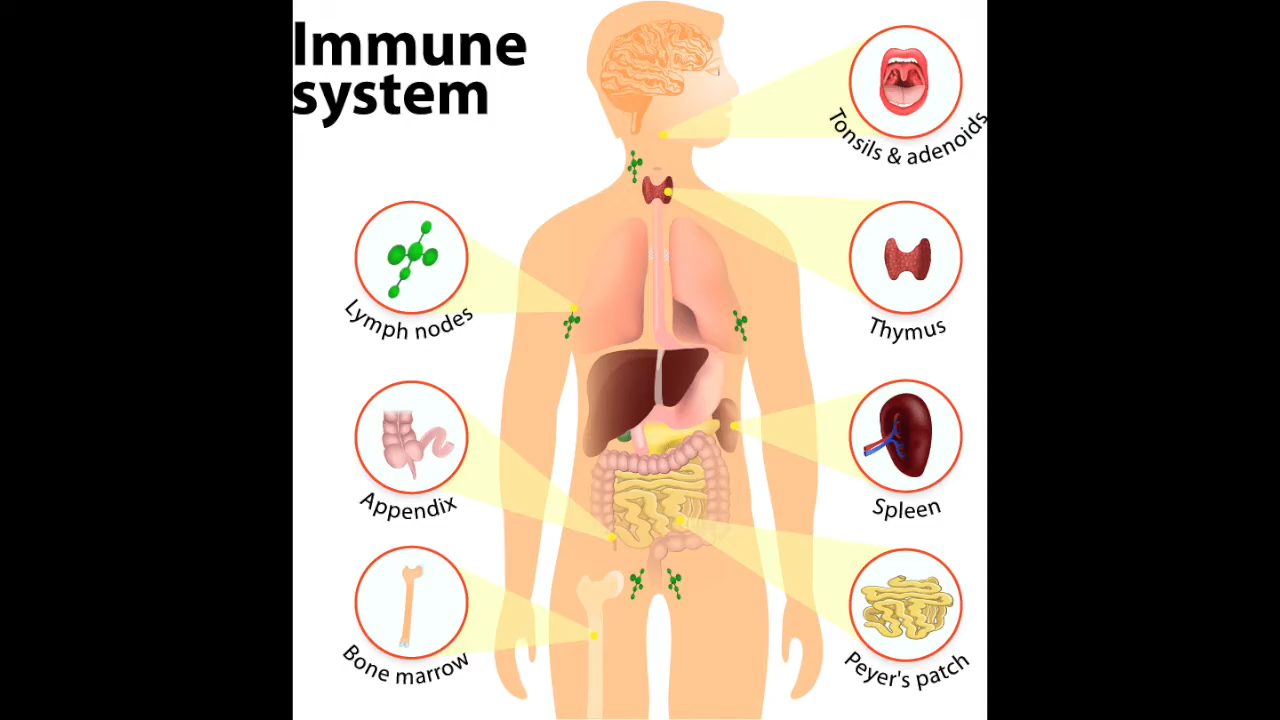 Immune
system
Tonsils & adenoids
Lymph nodes
Thymus
Appendix
Spleen
Bone marrow
Peyer's patch